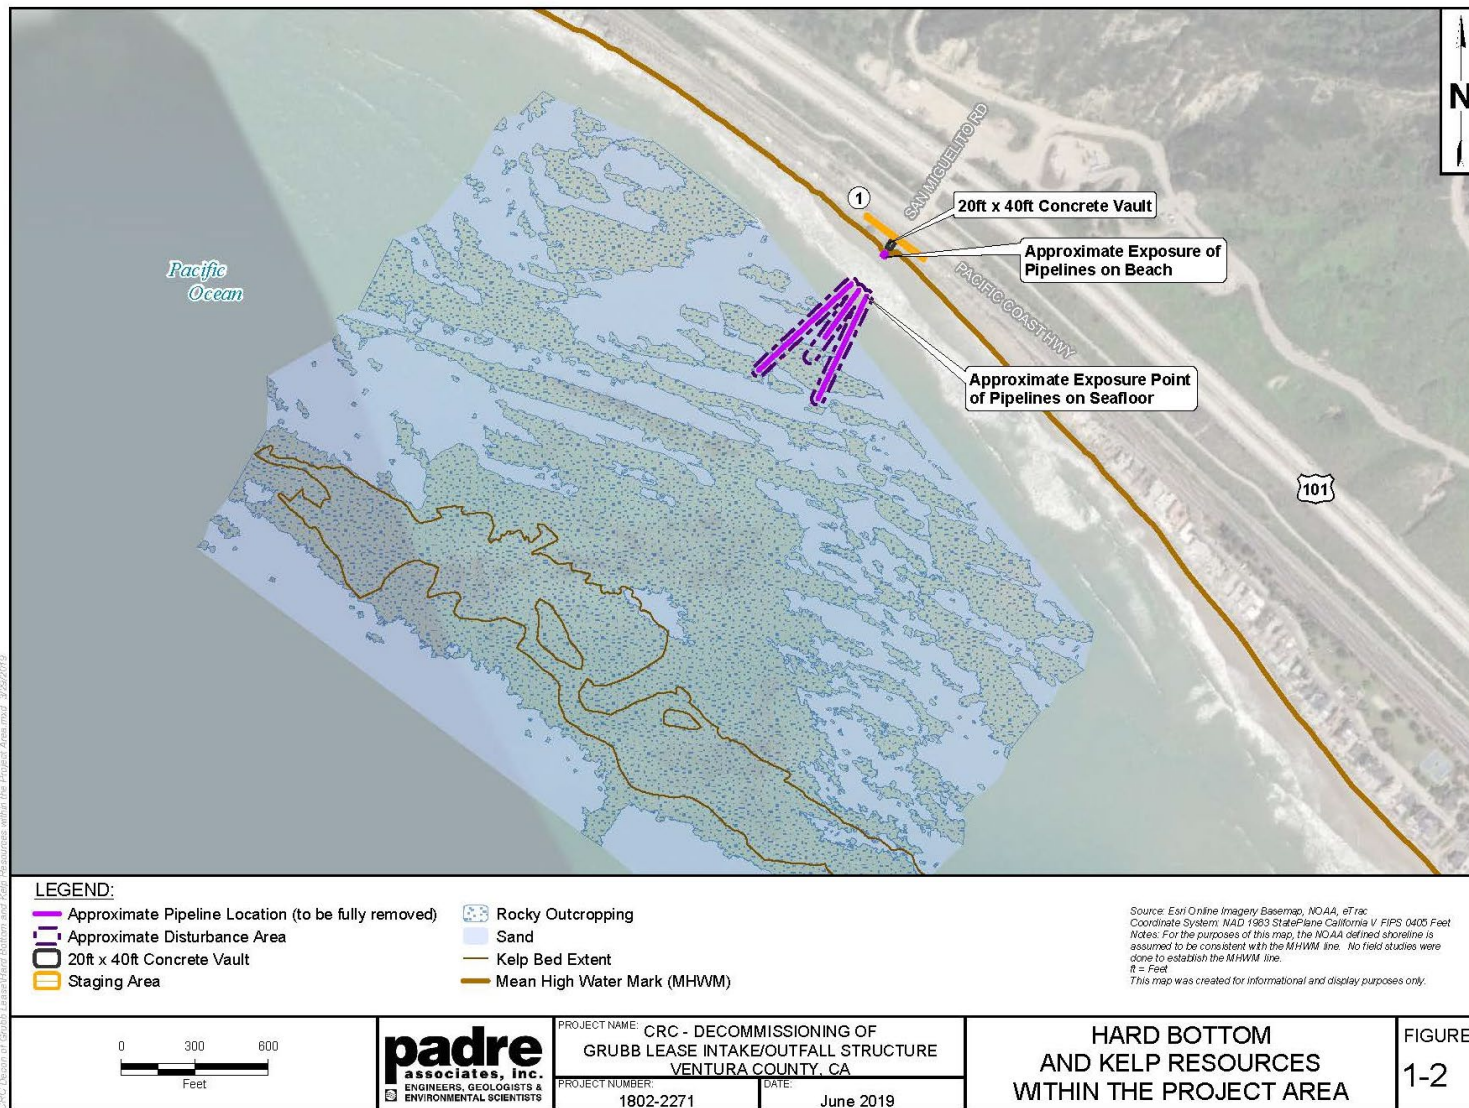 N
1
SAN MIGUELITO RD
20ft x 40ft Concrete Vault
Approximate Exposure of
Pipelines on Beach
Pacific
Ocean
PACIFIC COAST HWY
Approximate Exposure Point
of Pipelines on Seafloor
101
LEGEND:
Approximate Pipeline Location (to be fully removed)
Approximate Disturbance Area
20ft x 40ft Concrete Vault
Staging Area
Rocky Outcropping
Sand
Kelp Bed Extent
Mean High Water Mark (MHWM)
Source: Esri Online Imagery Basemap, NOAA, eTrac
Coordinate System: NAD 1983 StatePlane California V FIPS 0405 Feet
Notes: For the purposes of this map, the NOAA defined shoreline is
assumed to be consistent with the MHWM line. No field studies were
done to establish the MHWM line.
ft = Feet
This map was created for informational and display purposes only.
0 300 600
Feet
padre
associates, inc.
ENGINEERS, GEOLOGISTS &
ENVIRONMENTAL SCIENTISTS
PROJECT NAME: CRC - DECOMMISSIONING OF
GRUBB LEASE INTAKE/OUTFALL STRUCTURE
VENTURA COUNTY, CA
PROJECT NUMBER:
1802-2271
DATE:
June 2019
HARD BOTTOM
AND KELP RESOURCES
WITHIN THE PROJECT AREA
FIGURE
1-2